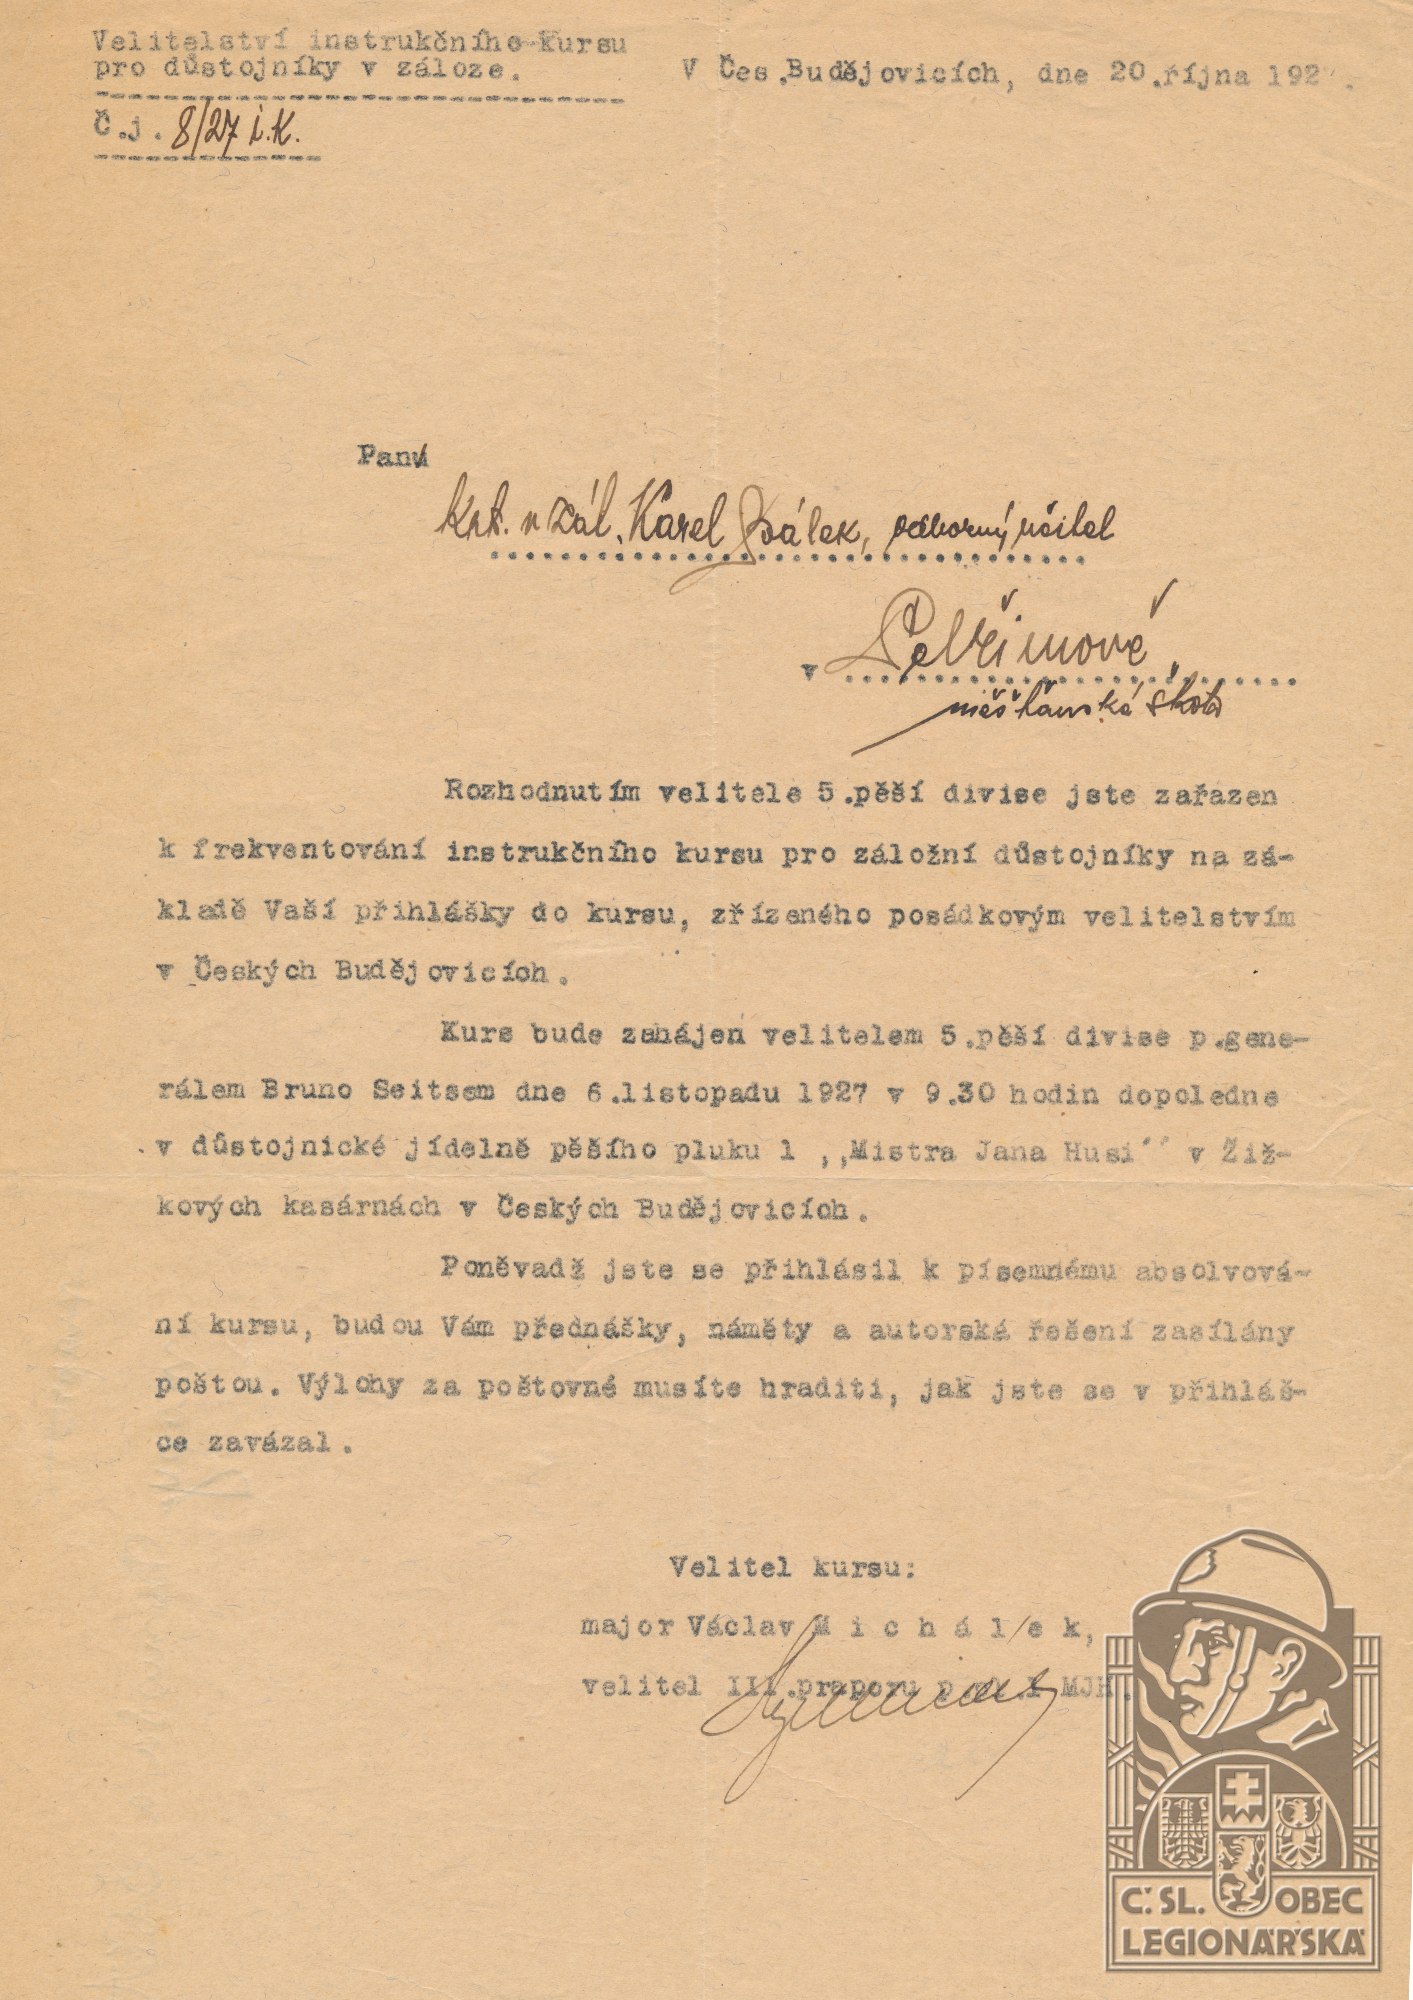 Velitelství instrukčního kursu
pro důstojníky v záloze.
V Čes.Budějovicích, dne 20.října 192 .
Č.j. 8/27 i.K.
Panu
kpt. v zál. Karel Bálek, odborný učitel
v Pelhřimově,
měšťanská škola
Rozhodnutím velitele 5.pěší divise jste zařazen
k frekventování instrukčního kursu pro záložní důstojníky na zá-
kladě Vaší přihlášky do kursu, zřízeného posádkovým velitelstvím
v Českých Budějovicích.
Kurs bude zahájen velitelem 5.pěší divise p.gene-
rálem Bruno Seitsem dne 6.listopadu 1927 v 9.30 hodin dopoledne
v důstojnické jídelně pěšího pluku 1 ,,Mistra Jana Husi´´ v Žiž-
kových kasárnách v Českých Budějovicích.
Poněvadž jste se přihlásil k písemnému absolvová-
ní kursu, budou Vám přednášky, náměty a autorská řešení zasílány
poštou. Výlohy za poštovné musíte hraditi, jak jste se v přihláš-
ce zavázal.
Velitel kursu:
major Václav M i c h á l e k,
velitel III.praporu p.pl.1 MJH.
Č.SL. OBEC
LEGIONÁŘSKÁ